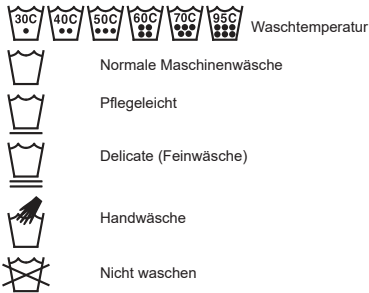 30C 40C 50C 60C 70C 95C Waschtemperatur
Normale Maschinenwäsche
Pflegeleicht
Delicate (Feinwäsche)
Handwäsche
Nicht waschen